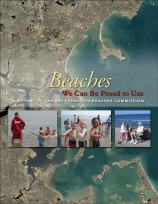 Beaches
We Can Be Proud to Use
A REPORT OF THE METROPOLITAN BEACHES COMMISSION